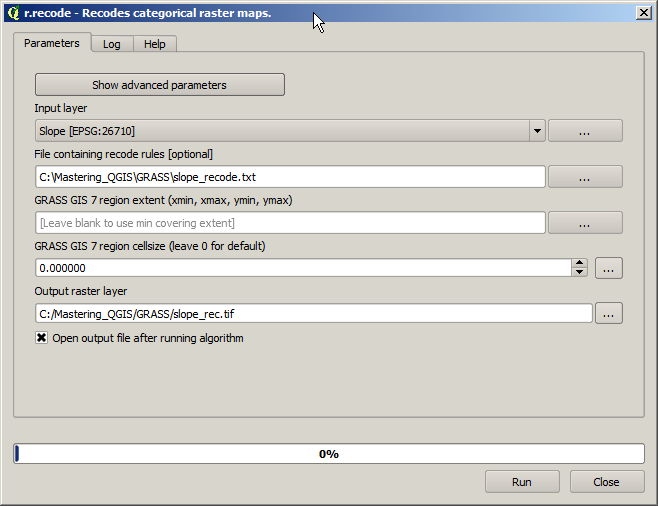 r.recode - Recodes categorical raster maps.
Parameters Log Help
Show advanced parameters
Input layer
Slope [EPSG:26710] ...
File containing recode rules [optional]
C:\Mastering_QGIS\GRASS\slope_recode.txt ...
GRASS GIS 7 region extent (xmin, xmax, ymin, ymax)
[Leave blank to use min covering extent] ...
GRASS GIS 7 region cellsize (leave 0 for default)
0.000000 ...
Output raster layer
C:/Mastering_QGIS/GRASS/slope_rec.tif ...
Open output file after running algorithm
0%
Run Close